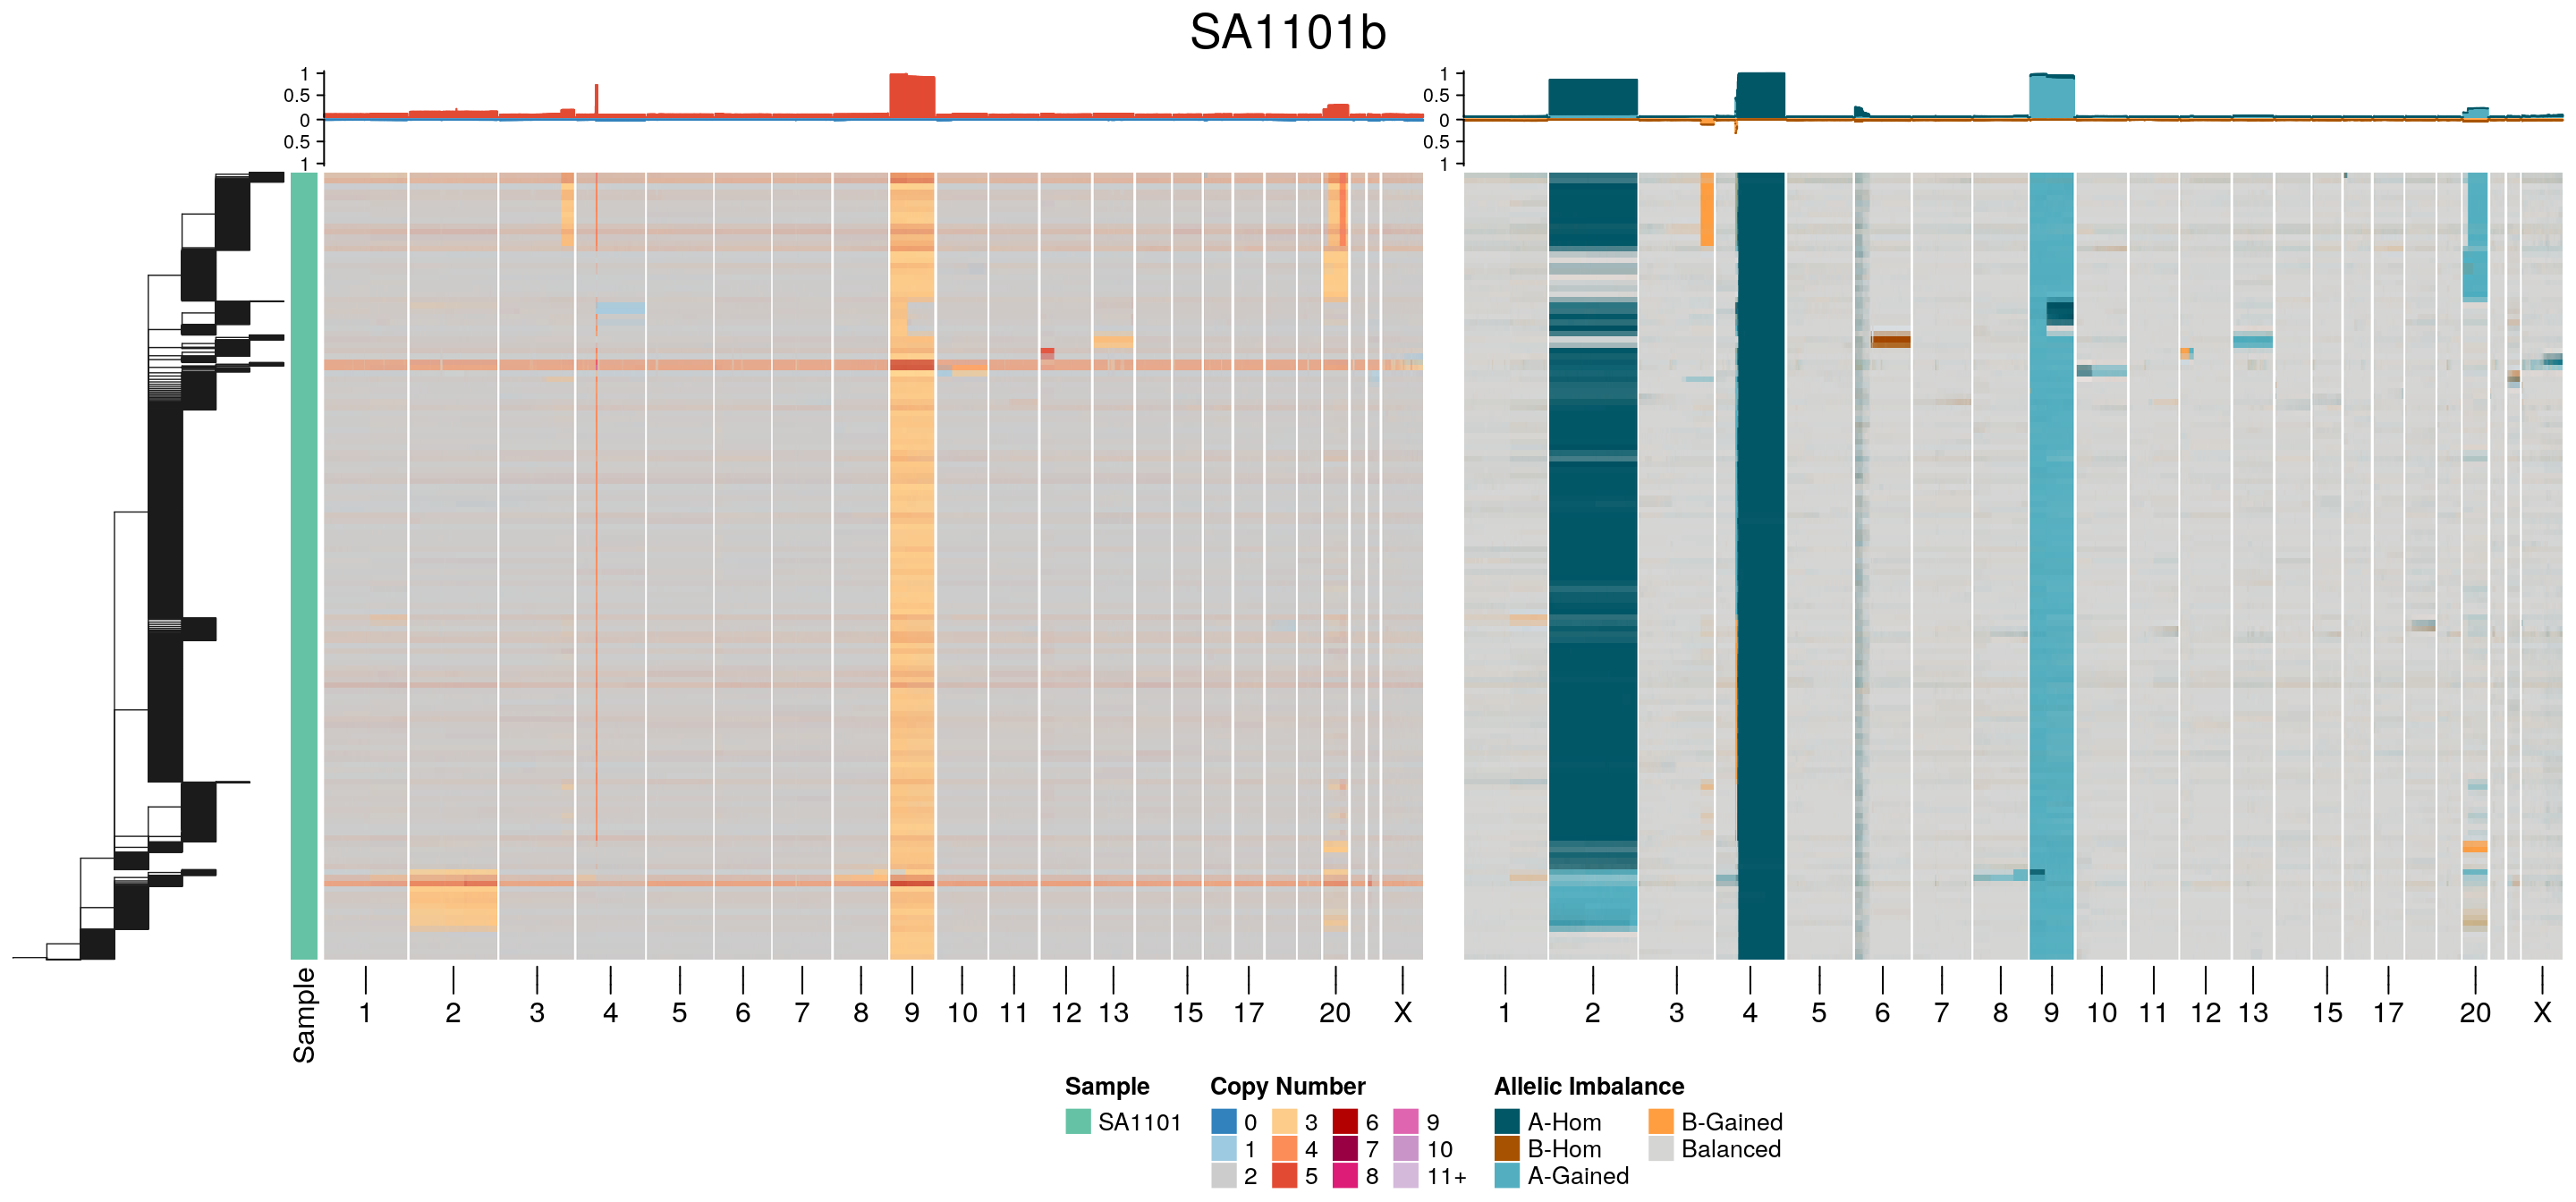 SA1101b
1
0.5
0
0.5
1
1
0.5
0
0.5
1
1 2 3 4 5 6 7 8 9 10 11 12 13 15 17 20 X
1 2 3 4 5 6 7 8 9 10 11 12 13 15 17 20 X
Sample
Sample Copy Number Allelic Imbalance
SA1101 0 3 6 9 A-Hom B-Gained
1 4 7 10 B-Hom Balanced
2 5 8 11+ A-Gained